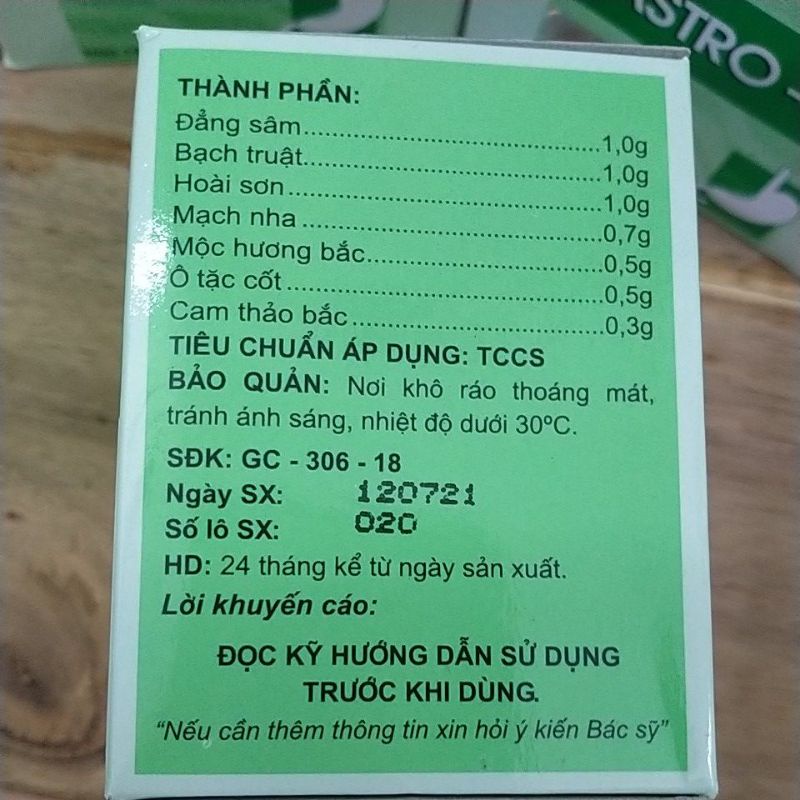 ASTRO -
THÀNH PHẦN:
Đẳng sâm....................................1,0g
Bạch truật....................................1,0g
Hoài sơn......................................1,0g
Mạch nha.....................................0,7g
Mộc hương bắc............................0,5g
Ô tặc cốt......................................0,5g
Cam thảo bắc..............................0,3g
TIÊU CHUẨN ÁP DỤNG: TCCS
BẢO QUẢN: Nơi khô ráo thoáng mát,
tránh ánh sáng, nhiệt độ dưới 30ºC.
SĐK: GC - 306 - 18
Ngày SX: 120721
Số lô SX: 020
HD: 24 tháng kể từ ngày sản xuất.
Lời khuyến cáo:
ĐỌC KỸ HƯỚNG DẪN SỬ DỤNG
TRƯỚC KHI DÙNG.
“Nếu cần thêm thông tin xin hỏi ý kiến Bác sỹ”